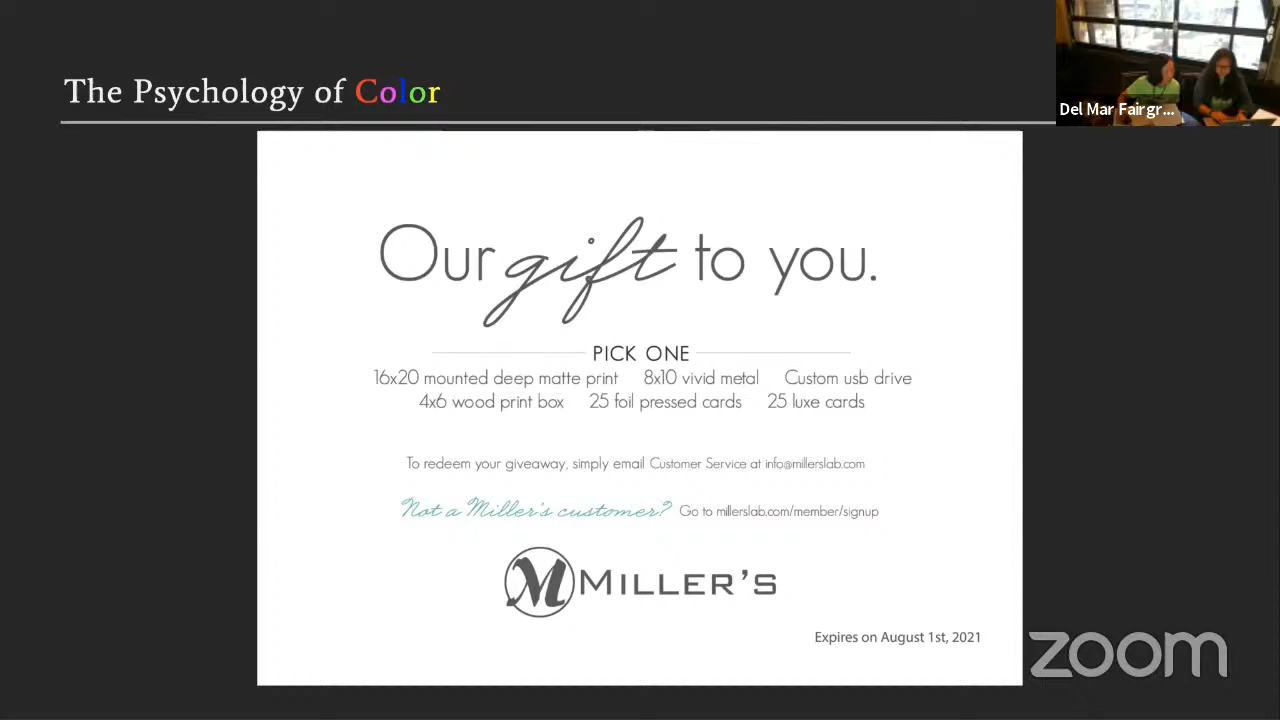 The Psychology of Color
Del Mar Fairgr...
Our gift to you.
PICK ONE
16x20 mounted deep matte print 8x10 vivid metal Custom usb drive
4x6 wood print box 25 foil pressed cards 25 luxe cards
To redeem your giveaway, simply email Customer Service at info@millerslab.com
Not a Miller's customer? Go to millerslab.com/member/signup
M MILLER'S
Expires on August 1st, 2021
zoom